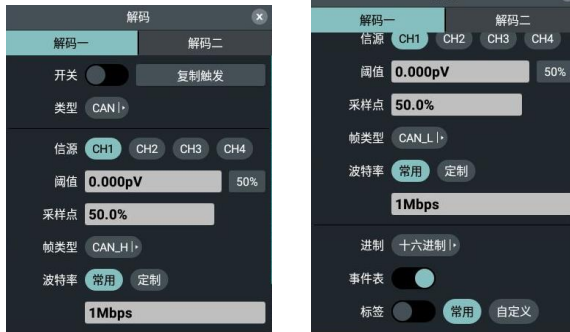 解码
解码一 解码二
开关 复制触发
类型 CAN
信源 CH1 CH2 CH3 CH4
阈值 0.000pV 50%
采样点 50.0%
帧类型 CAN_H
波特率 常用 定制
1Mbps
解码一 解码二
信源 CH1 CH2 CH3 CH4
阈值 0.000pV 50%
采样点 50.0%
帧类型 CAN_L
波特率 常用 定制
1Mbps
进制 十六进制
事件表
标签 常用 自定义